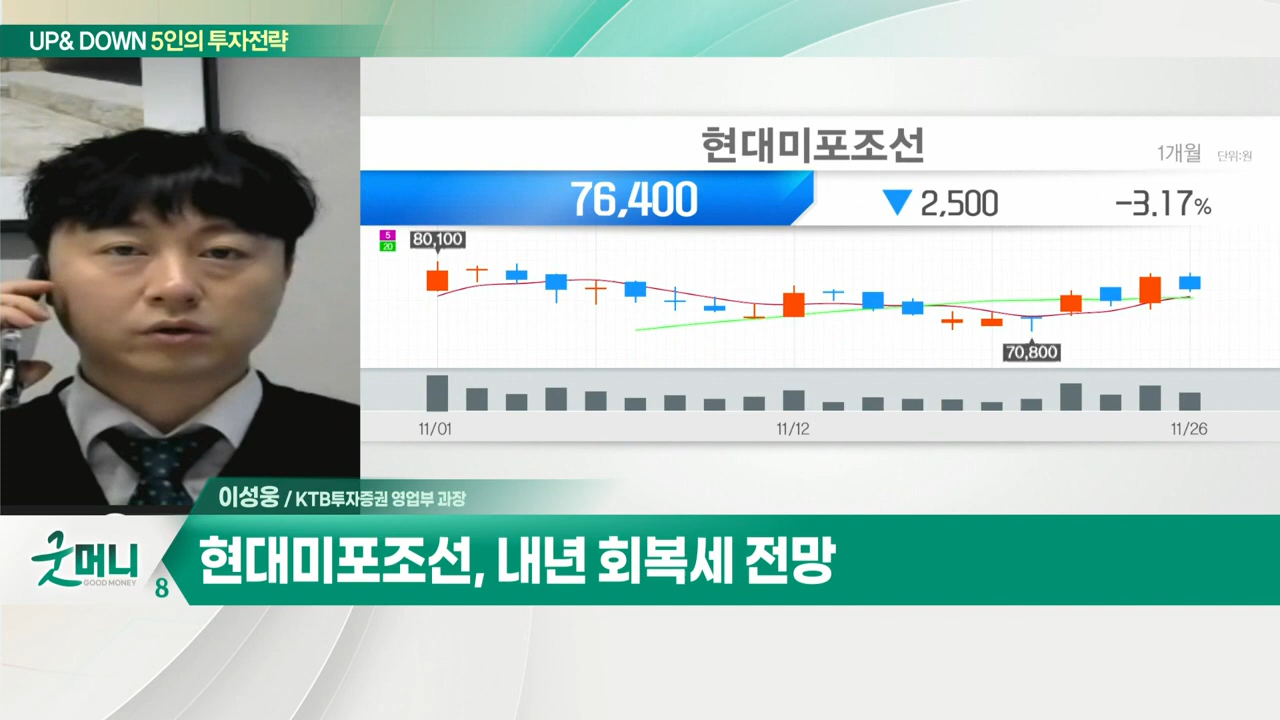 UP& DOWN 5인의 투자전략
현대미포조선
1개월 단위:원
76,400 ▼ 2,500 -3.17%
5
20
80,100
70,800
11/01 11/12 11/26
이성웅 / KTB투자증권 영업부 과장
굿머니
GOOD MONEY
8
현대미포조선, 내년 회복세 전망